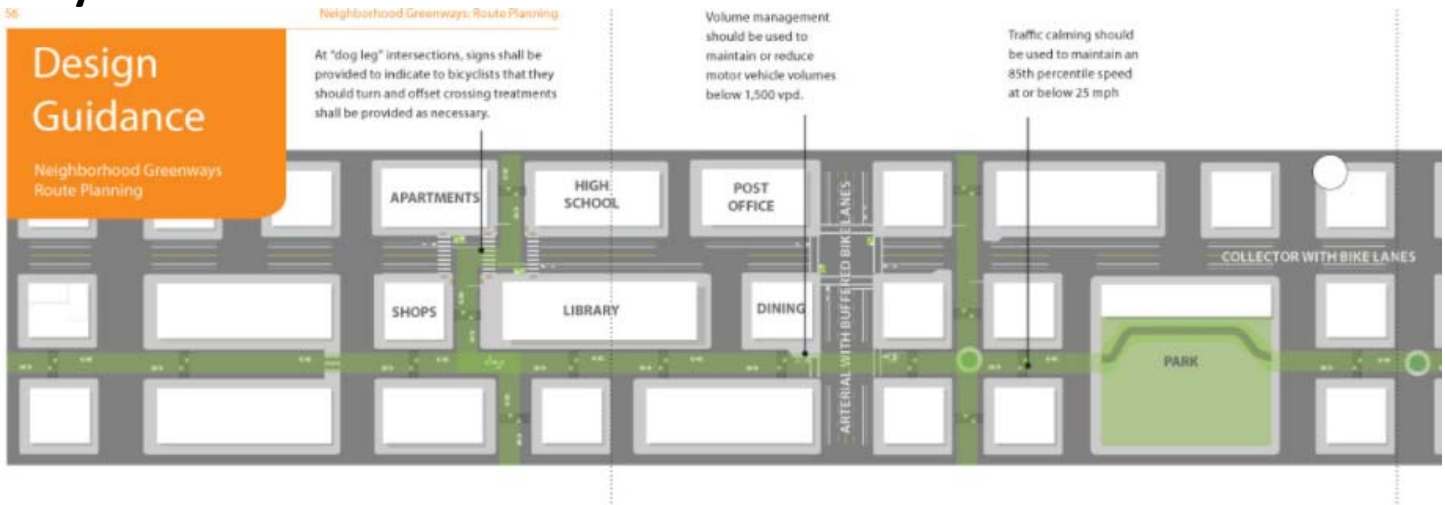 56
Neighborhood Greenways: Route Planning
Design
Guidance
Neighborhood Greenways
Route Planning
At "dog leg" intersections, signs shall be
provided to indicate to bicyclists that they
should turn and offset crossing treatments
shall be provided as necessary.
Volume management
should be used to
maintain or reduce
motor vehicle volumes
below 1,500 vpd.
Traffic calming should
be used to maintain an
85th percentile speed
at or below 25 mph
APARTMENTS
HIGH
SCHOOL
POST
OFFICE
ARTERIAL WITH BUFFERED BIKE LANES
COLLECTOR WITH BIKE LANES
SHOPS
LIBRARY
DINING
PARK